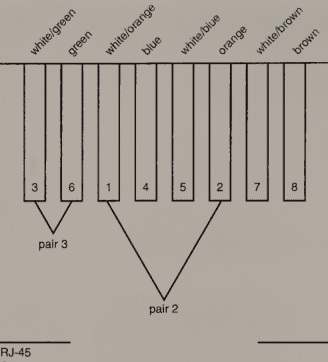 white/green green white/orange blue white/blue orange white/brown brown
3 6 1 4 5 2 7 8
pair 3
pair 2
RJ-45